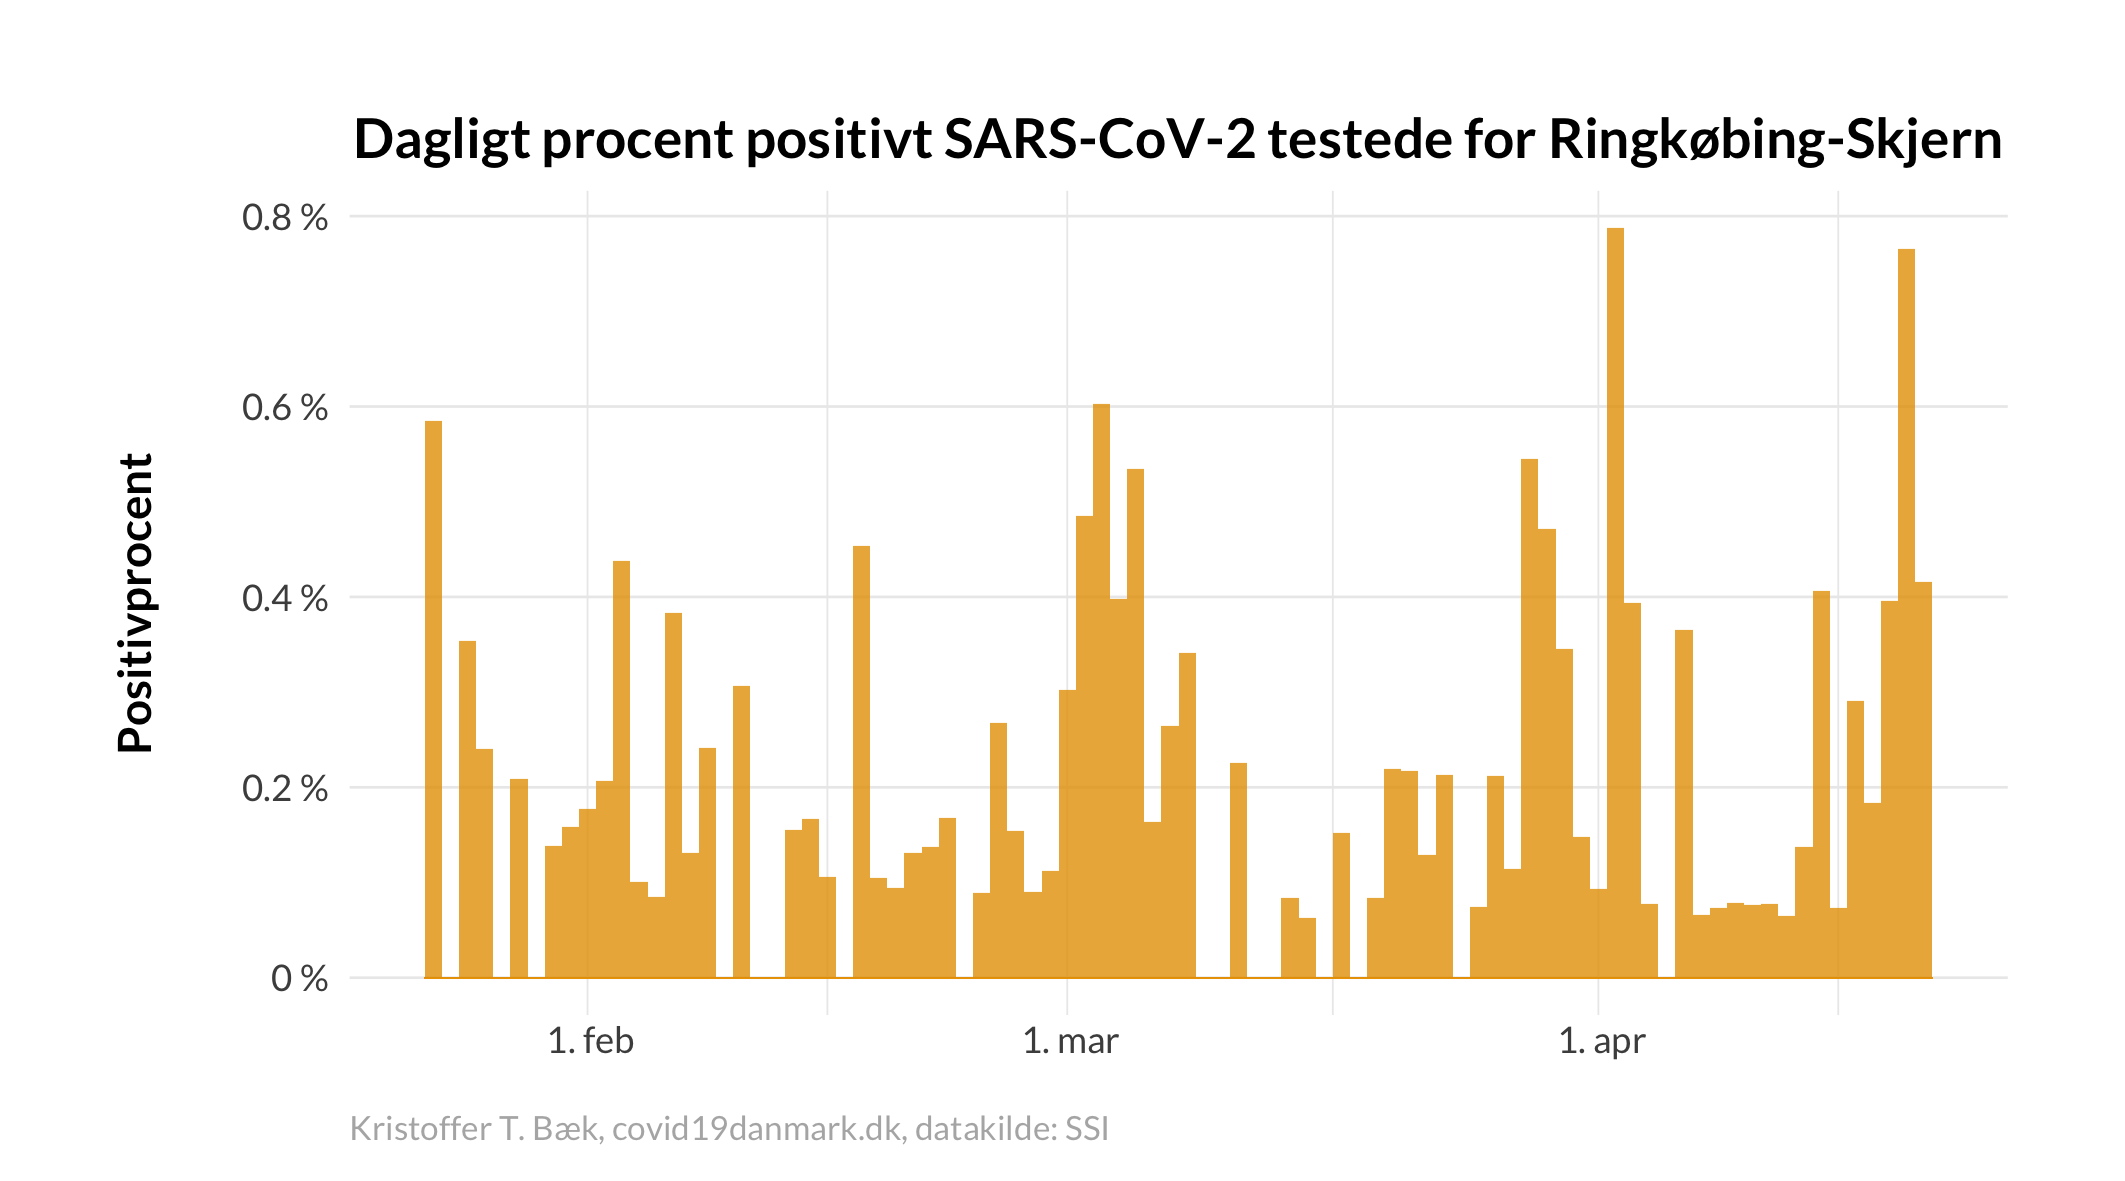 Dagligt procent positivt SARS-CoV-2 testede for Ringkøbing-Skjern
Positivprocent
0.8 %
0.6 %
0.4 %
0.2 %
0 %
1. feb
1. mar
1. apr
Kristoffer T. Bæk, covid19danmark.dk, datakilde: SSI